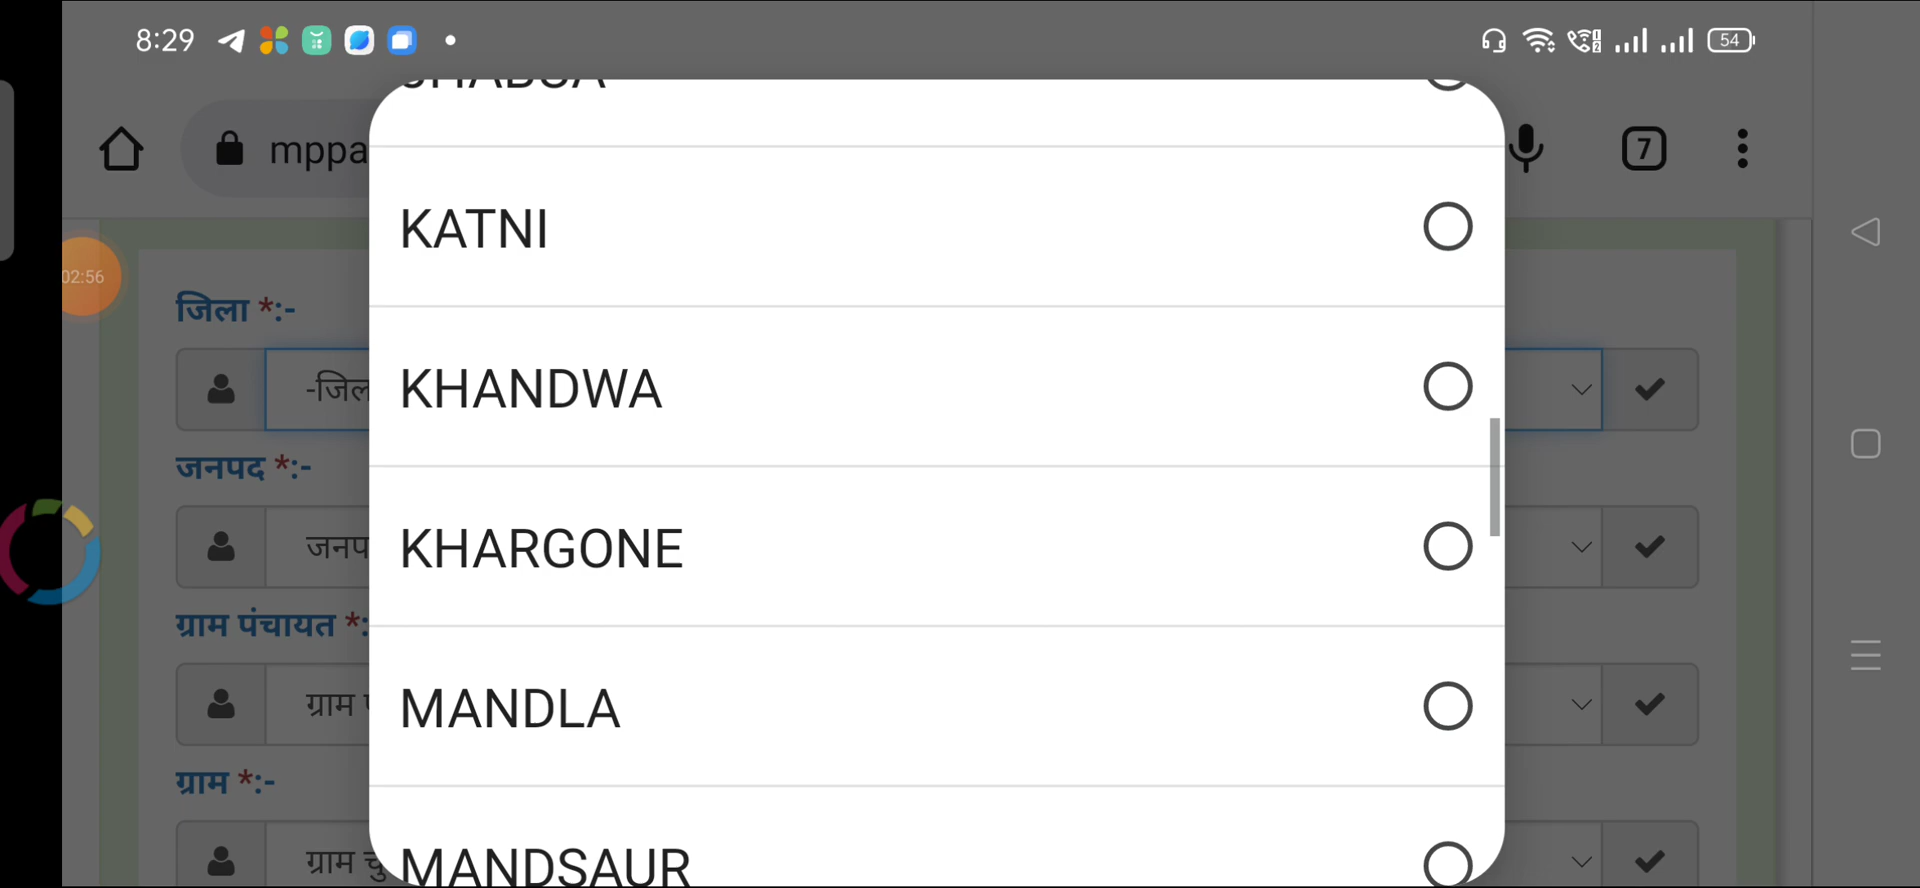 8:29
54
mppa
7
KATNI
02:56
जिला *:-
-जिल
KHANDWA
जनपद *:-
जनप
KHARGONE
ग्राम पंचायत *:
ग्राम
MANDLA
ग्राम *:-
ग्राम चु
MANDSAUR